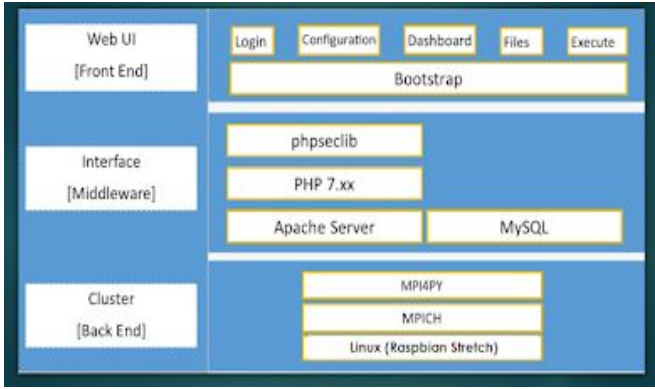 Web UI
[Front End]
Login
Configuration
Dashboard
Files
Execute
Bootstrap
Interface
[Middleware]
phpseclib
PHP 7.xx
Apache Server
MySQL
Cluster
[Back End]
MPI4PY
MPICH
Linux (Raspbian Stretch)